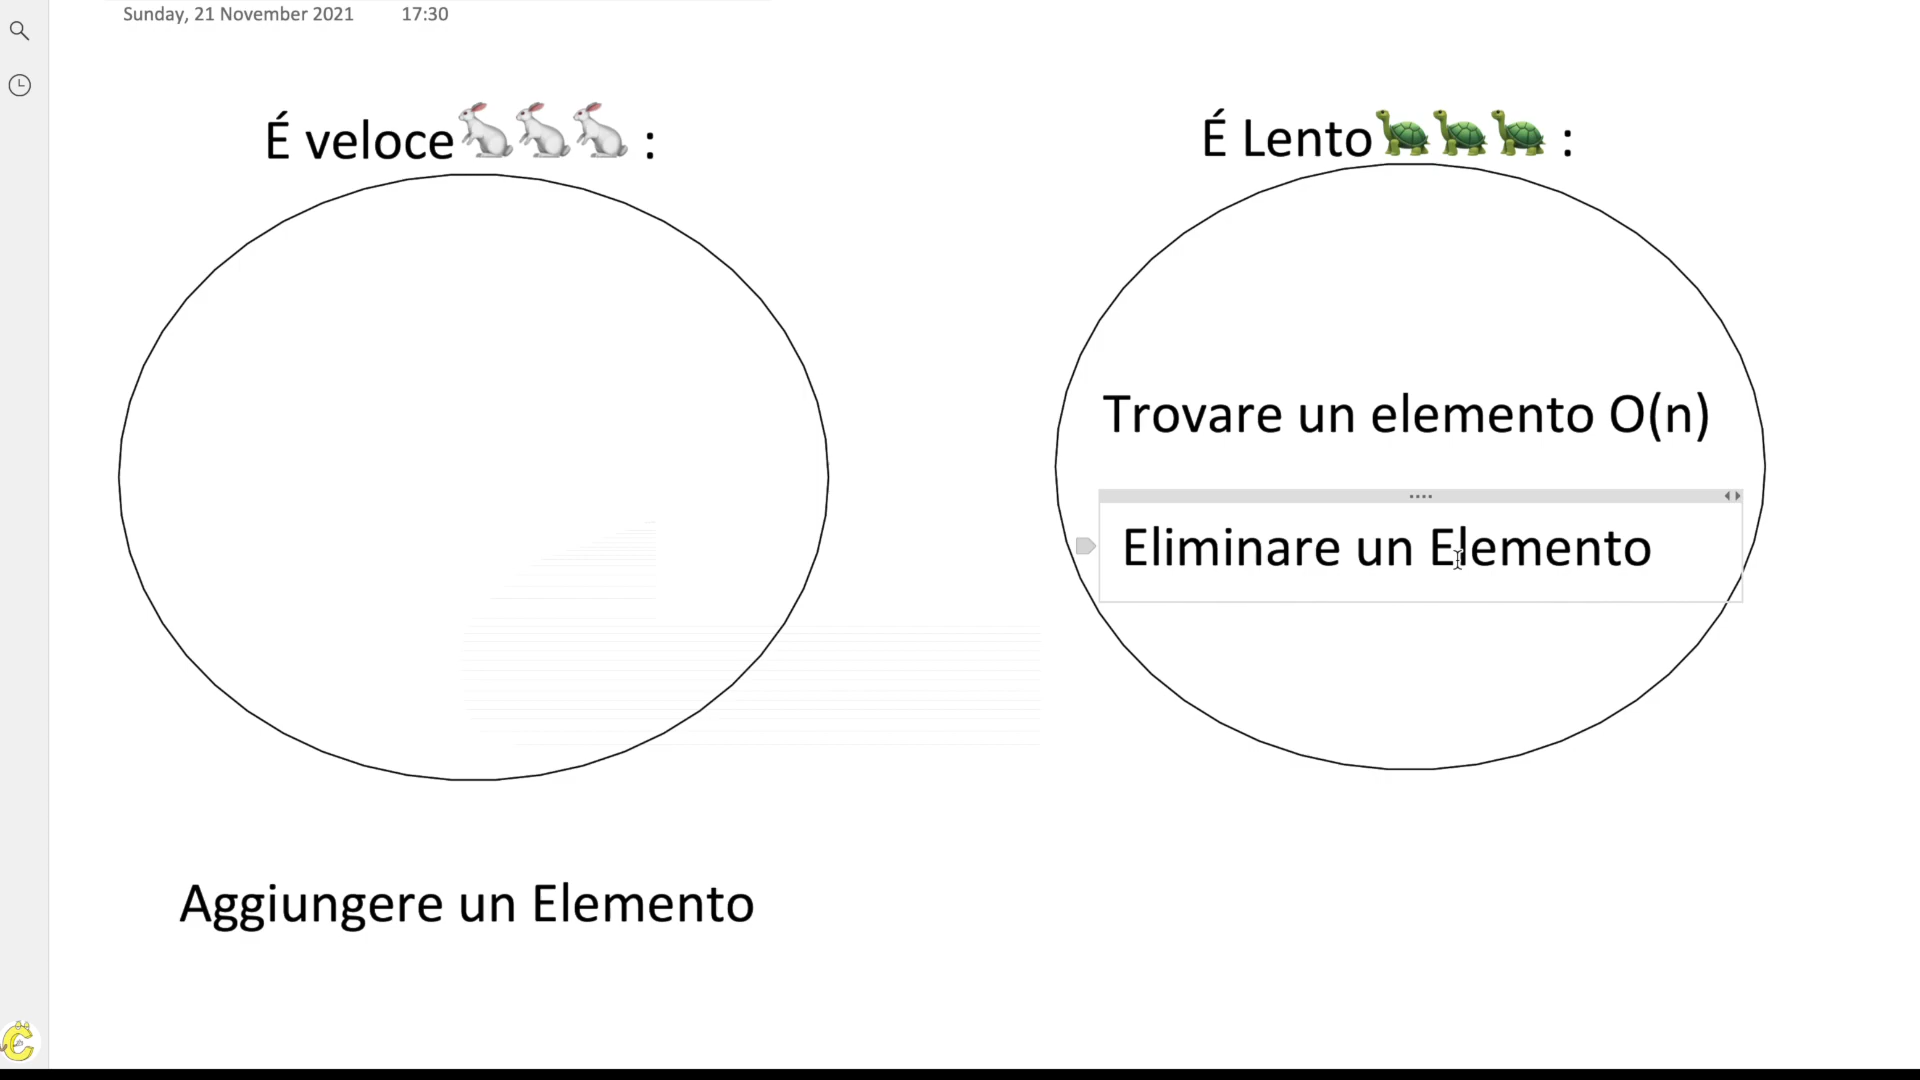 Sunday, 21 November 2021 17:30
É veloce🐇🐇🐇 :
É Lento🐢🐢🐢 :
Trovare un elemento O(n)
Eliminare un Elemento
Aggiungere un Elemento